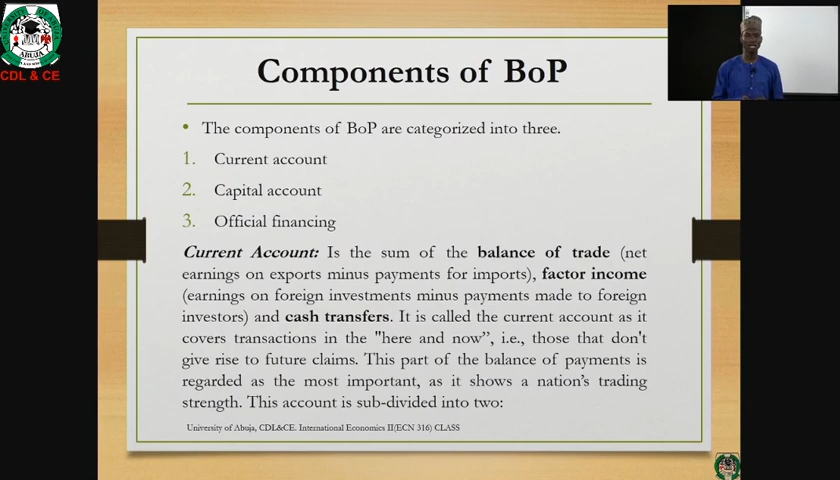 UNIVERSITY OF ABUJA
ABUJA
CDL & CE
Components of BoP
• The components of BoP are categorized into three.
1. Current account
2. Capital account
3. Official financing
Current Account: Is the sum of the balance of trade (net
earnings on exports minus payments for imports), factor income
(earnings on foreign investments minus payments made to foreign
investors) and cash transfers. It is called the current account as it
covers transactions in the "here and now”, i.e., those that don't
give rise to future claims. This part of the balance of payments is
regarded as the most important, as it shows a nation’s trading
strength. This account is sub-divided into two:
University of Abuja, CDL&CE. International Economics II(ECN 316) CLASS